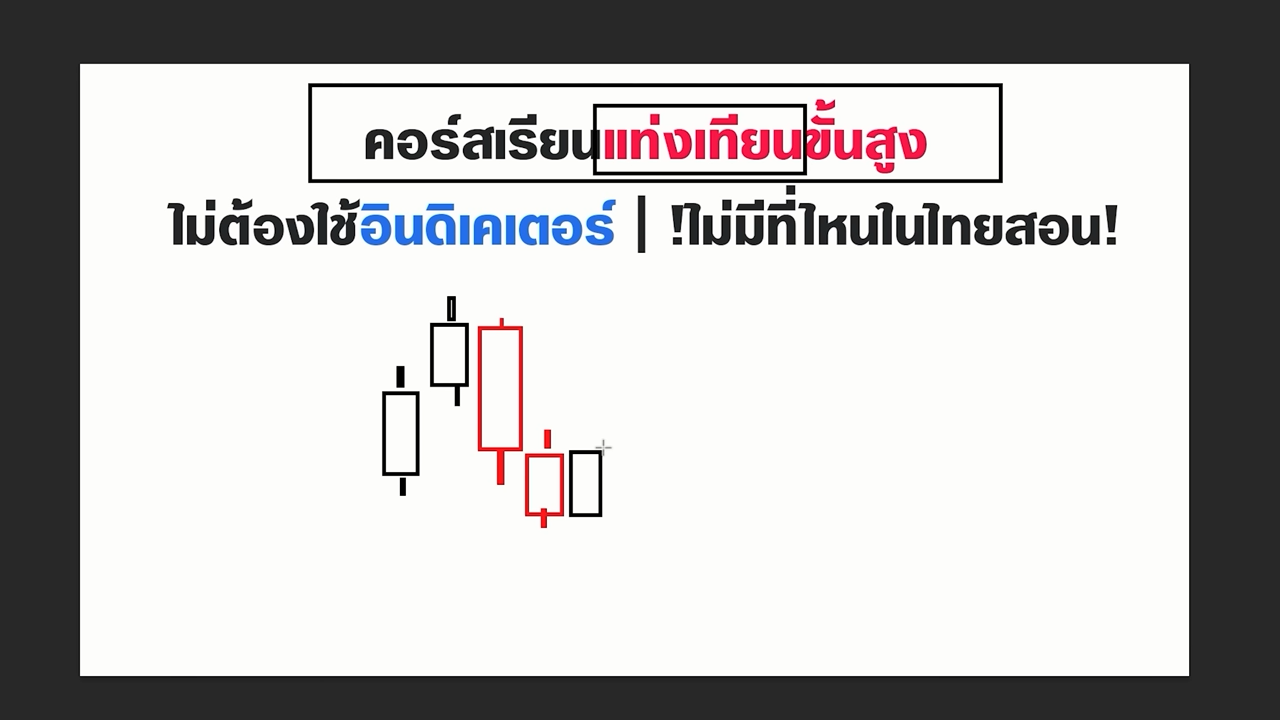 คอร์สเรียนแท่งเทียนขั้นสูง
ไม่ต้องใช้อินดิเคเตอร์ | !ไม่มีที่ไหนในไทยสอน!